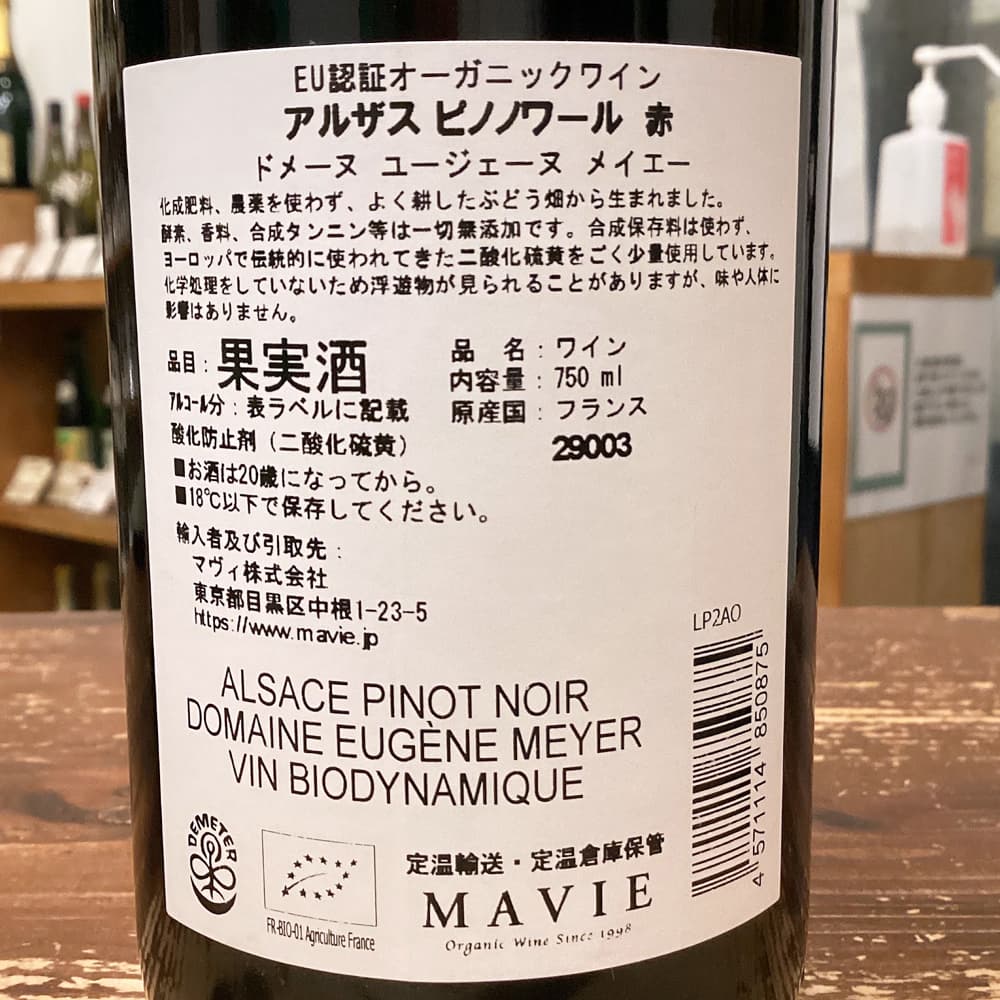 EU認証オーガニックワイン
アルザス ピノノワール 赤
ドメーヌ ユージェーヌ メイエー
化成肥料、農薬を使わず、よく耕したぶどう畑から生まれました。
酵素、香料、合成タンニン等は一切無添加です。合成保存料は使わず、
ヨーロッパで伝統的に使われてきた二酸化硫黄をごく少量使用しています。
化学処理をしていないため浮遊物が見られることがありますが、味や人体に
影響はありません。
品目：果実酒
アルコール分：表ラベルに記載
酸化防止剤（二酸化硫黄）
品 名：ワイン
内容量：750 ml
原産国：フランス
29003
■お酒は20歳になってから。
■18℃以下で保存してください。
輸入者及び引取先：
マヴィ株式会社
東京都目黒区中根1-23-5
https://www.mavie.jp
LP2AO
4 571114 850875
ALSACE PINOT NOIR
DOMAINE EUGÈNE MEYER
VIN BIODYNAMIQUE
DEMETER
FR-BIO-01 Agriculture France
定温輸送・定温倉庫保管
MAVIE
Organic Wine Since 1998